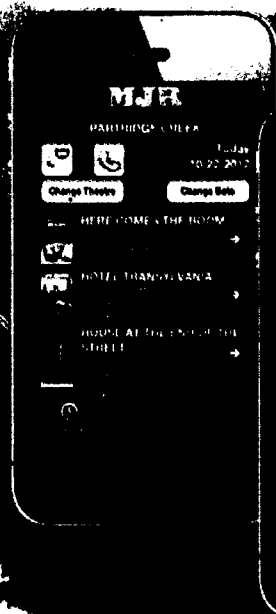 MJR
PARTRIDGE CREEK
Today
10-22-2012
Change Theatre
Change Date
HERE COMES THE BOOM
HOTEL TRANSYLVANIA
HOUSE AT THE END OF THE
STREET